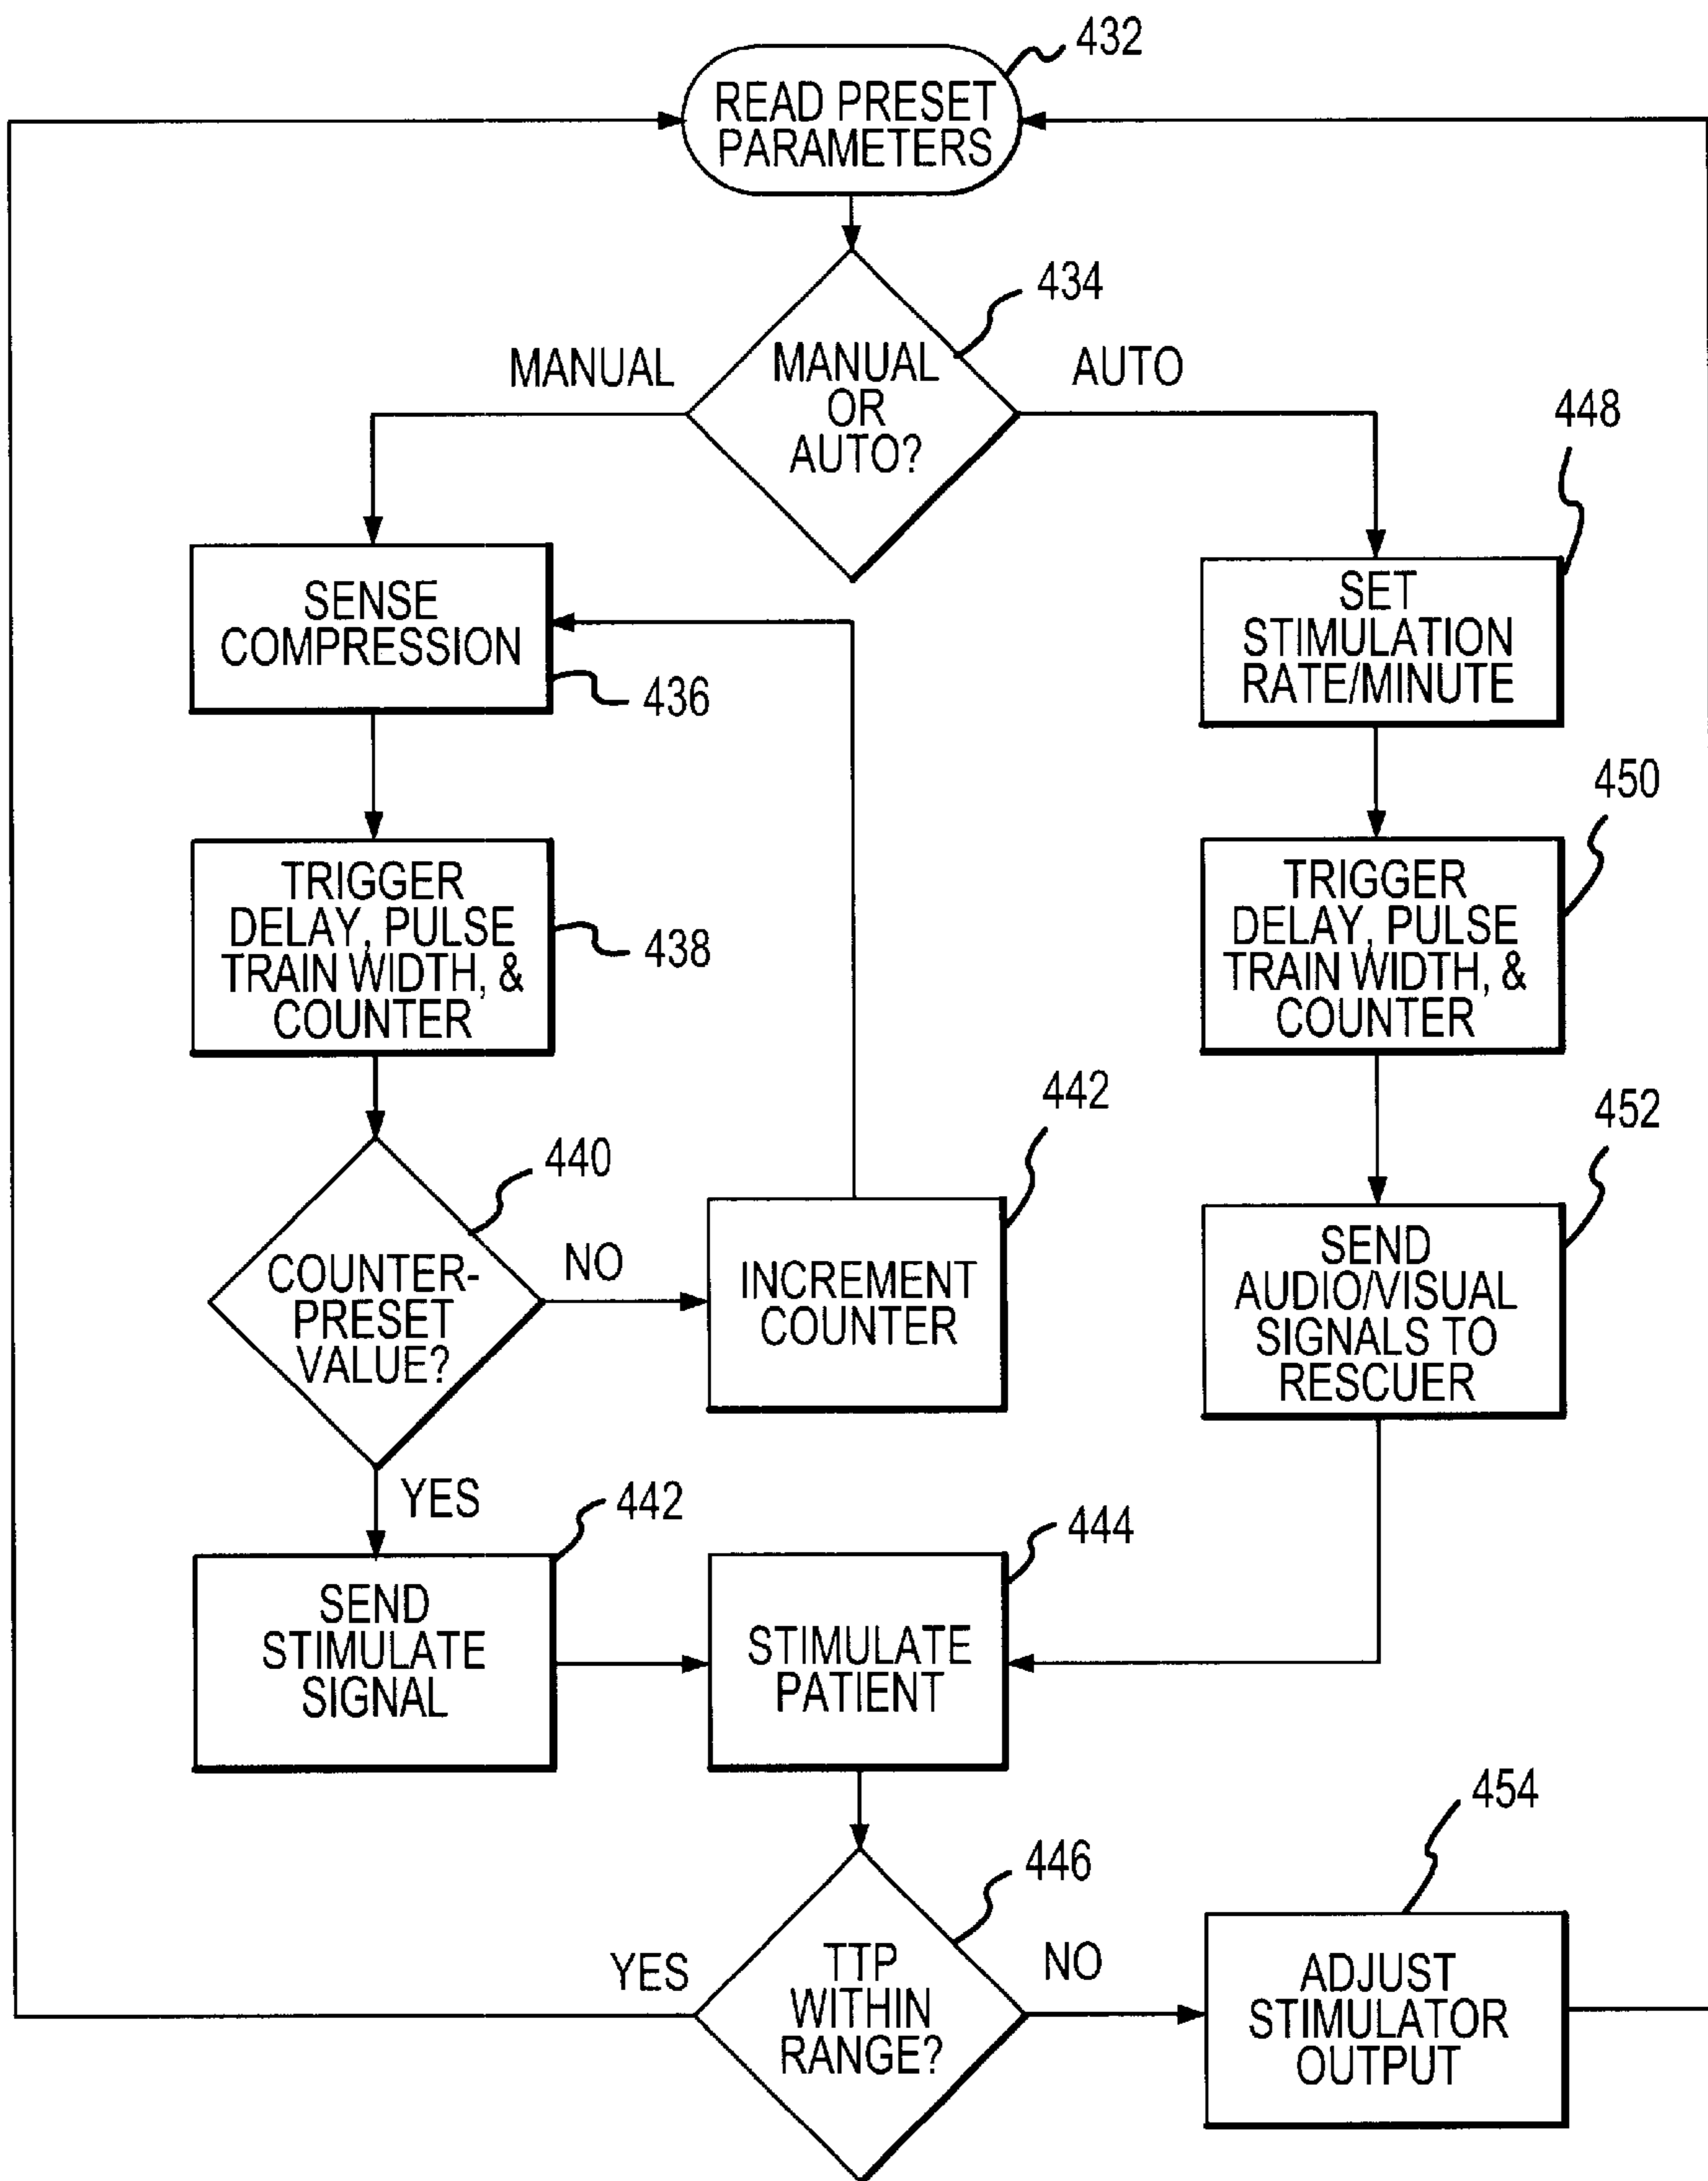 432
READ PRESET
PARAMETERS
434
MANUAL
MANUAL
OR
AUTO?
AUTO
448
SENSE
COMPRESSION
436
SET
STIMULATION
RATE/MINUTE
450
TRIGGER
DELAY, PULSE
TRAIN WIDTH, &
COUNTER
438
TRIGGER
DELAY, PULSE
TRAIN WIDTH, &
COUNTER
442
452
440
COUNTER-
PRESET
VALUE?
NO
INCREMENT
COUNTER
SEND
AUDIO/VISUAL
SIGNALS TO
RESCUER
YES
442
444
SEND
STIMULATE
SIGNAL
STIMULATE
PATIENT
454
446
YES
TTP
WITHIN
RANGE?
NO
ADJUST
STIMULATOR
OUTPUT